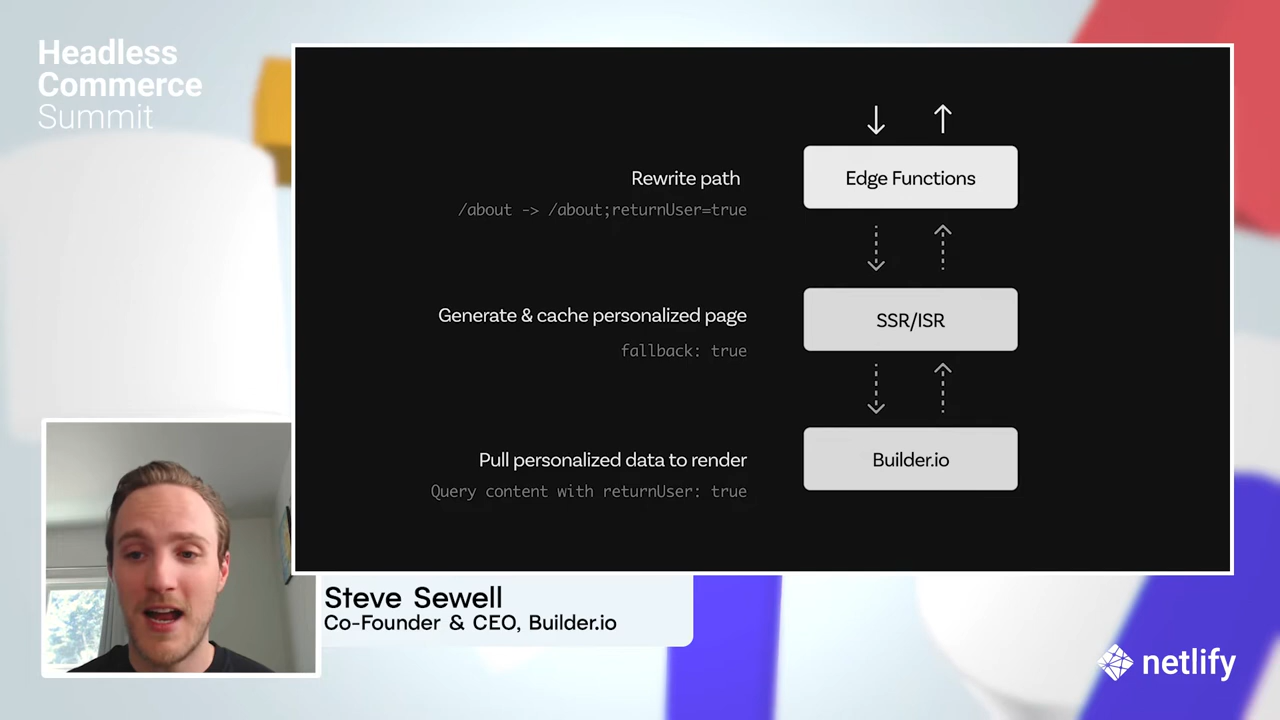 Headless
Commerce
Summit
Rewrite path
/about -> /about;returnUser=true
Edge Functions
Generate & cache personalized page
fallback: true
SSR/ISR
Pull personalized data to render
Query content with returnUser: true
Builder.io
Steve Sewell
Co-Founder & CEO, Builder.io
netlify